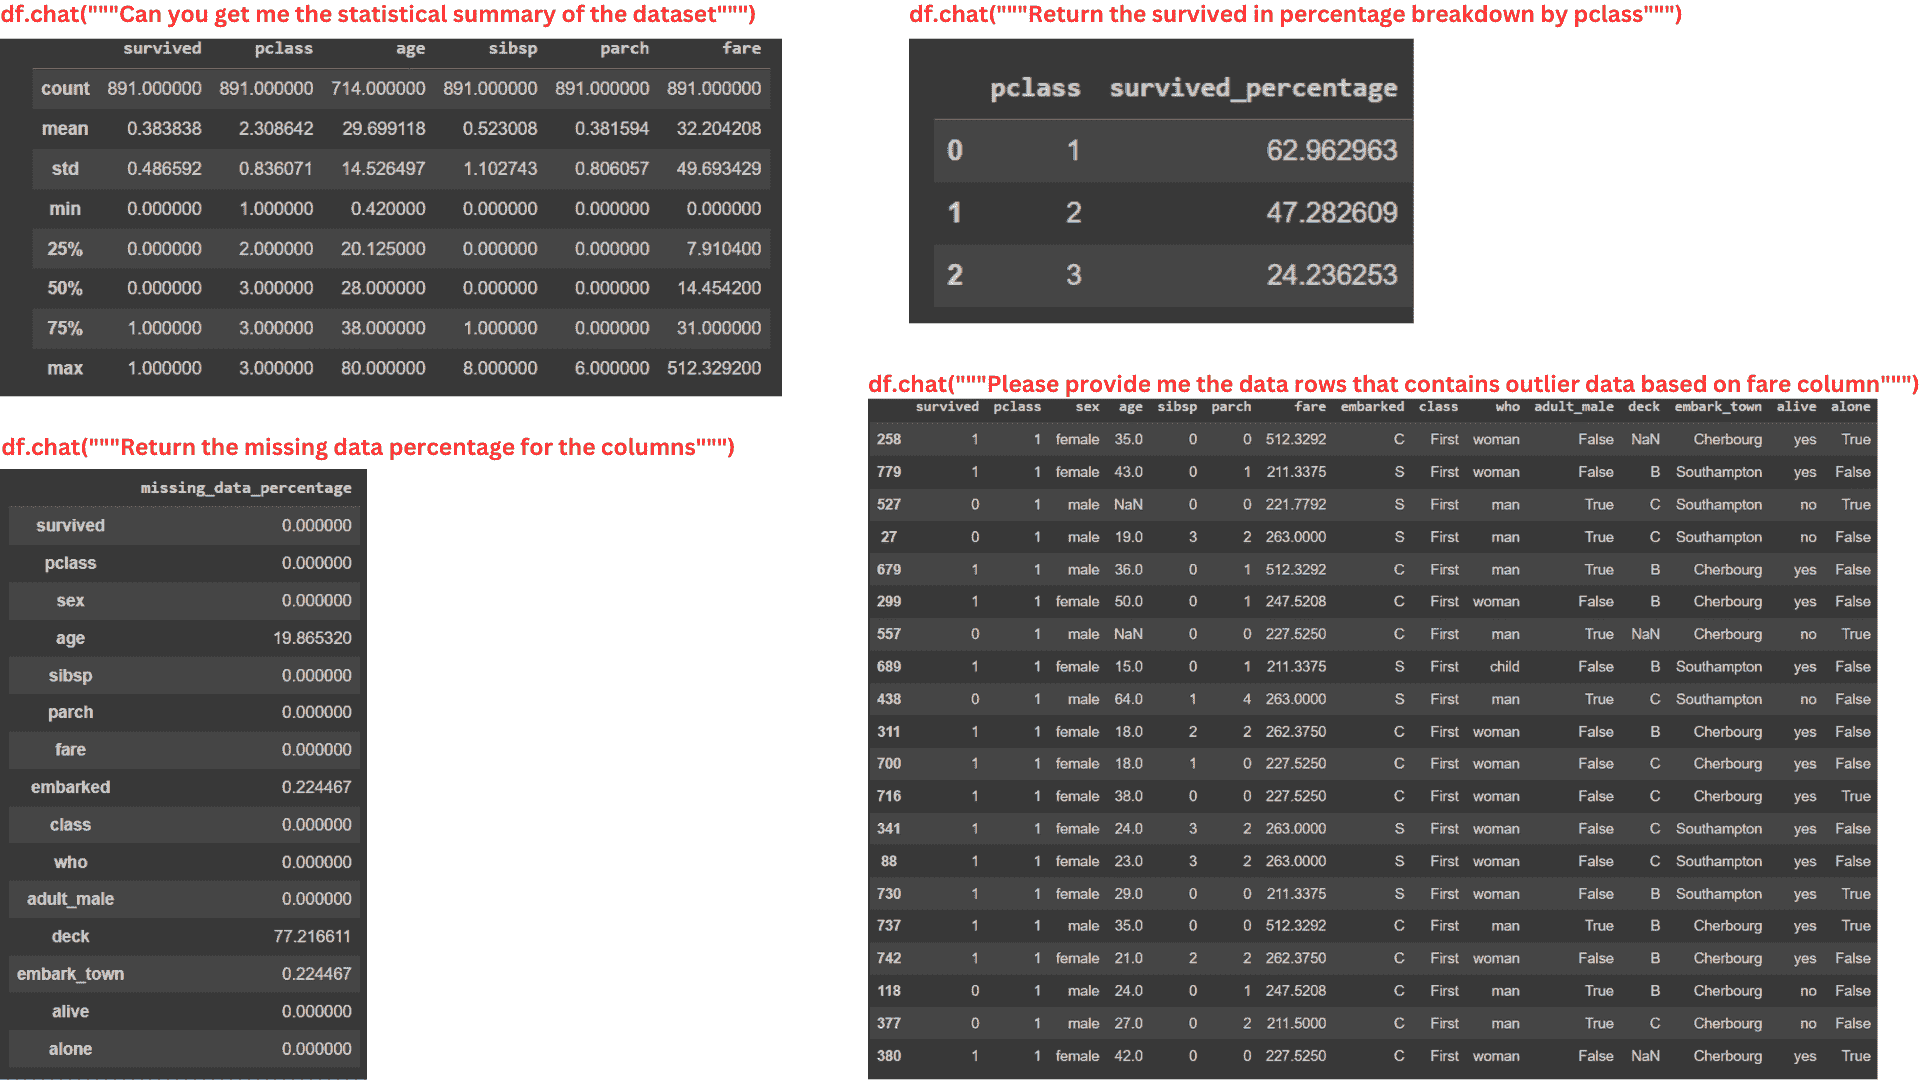 df.chat("""Can you get me the statistical summary of the dataset""")
survived pclass age sibsp parch fare
count 891.000000 891.000000 714.000000 891.000000 891.000000 891.000000
mean 0.383838 2.308642 29.699118 0.523008 0.381594 32.204208
std 0.486592 0.836071 14.526497 1.102743 0.806057 49.693429
min 0.000000 1.000000 0.420000 0.000000 0.000000 0.000000
25% 0.000000 2.000000 20.125000 0.000000 0.000000 7.910400
50% 0.000000 3.000000 28.000000 0.000000 0.000000 14.454200
75% 1.000000 3.000000 38.000000 1.000000 0.000000 31.000000
max 1.000000 3.000000 80.000000 8.000000 6.000000 512.329200
df.chat("""Return the missing data percentage for the columns""")
missing_data_percentage
survived 0.000000
pclass 0.000000
sex 0.000000
age 19.865320
sibsp 0.000000
parch 0.000000
fare 0.000000
embarked 0.224467
class 0.000000
who 0.000000
adult_male 0.000000
deck 77.216611
embark_town 0.224467
alive 0.000000
alone 0.000000
df.chat("""Return the survived in percentage breakdown by pclass""")
pclass survived_percentage
0 1 62.962963
1 2 47.282609
2 3 24.236253
df.chat("""Please provide me the data rows that contains outlier data based on fare column""")
survived pclass sex age sibsp parch fare embarked class who adult_male deck embark_town alive alone
258 1 1 female 35.0 0 0 512.3292 C First woman False NaN Cherbourg yes True
779 1 1 female 43.0 0 1 211.3375 S First woman False B Southampton yes False
527 0 1 male NaN 0 0 221.7792 S First man True C Southampton no True
27 0 1 male 19.0 3 2 263.0000 S First man True C Southampton no False
679 1 1 male 36.0 0 1 512.3292 C First man True B Cherbourg yes False
299 1 1 female 50.0 0 1 247.5208 C First woman False B Cherbourg yes False
557 0 1 male NaN 0 0 227.5250 C First man True NaN Cherbourg no True
689 1 1 female 15.0 0 1 211.3375 S First child False B Southampton yes False
438 0 1 male 64.0 1 4 263.0000 S First man True C Southampton no False
311 1 1 female 18.0 2 2 262.3750 C First woman False B Cherbourg yes False
700 1 1 female 18.0 1 0 227.5250 C First woman False C Cherbourg yes False
716 1 1 female 38.0 0 0 227.5250 C First woman False C Cherbourg yes True
341 1 1 female 24.0 3 2 263.0000 S First woman False C Southampton yes False
88 1 1 female 23.0 3 2 263.0000 S First woman False C Southampton yes False
730 1 1 female 29.0 0 0 211.3375 S First woman False B Southampton yes True
737 1 1 male 35.0 0 0 512.3292 C First man True B Cherbourg yes True
742 1 1 female 21.0 2 2 262.3750 C First woman False B Cherbourg yes False
118 0 1 male 24.0 0 1 247.5208 C First man True B Cherbourg no False
377 0 1 male 27.0 0 2 211.5000 C First man True C Cherbourg no False
380 1 1 female 42.0 0 0 227.5250 C First woman False NaN Cherbourg yes True